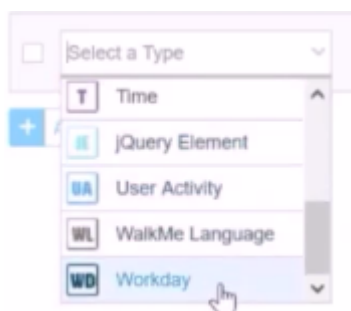 Select a Type
T Time
jQuery Element
UA User Activity
WL WalkMe Language
WD Workday